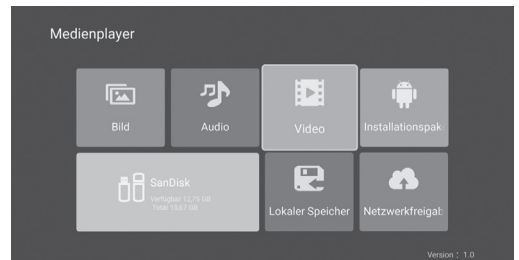 Medienplayer
Bild
Audio
Video
Installationspak
SanDisk
Verfügbar 12,75 GB
Total 15,67 GB
Lokaler Speicher
Netzwerkfreigab
Version : 1.0